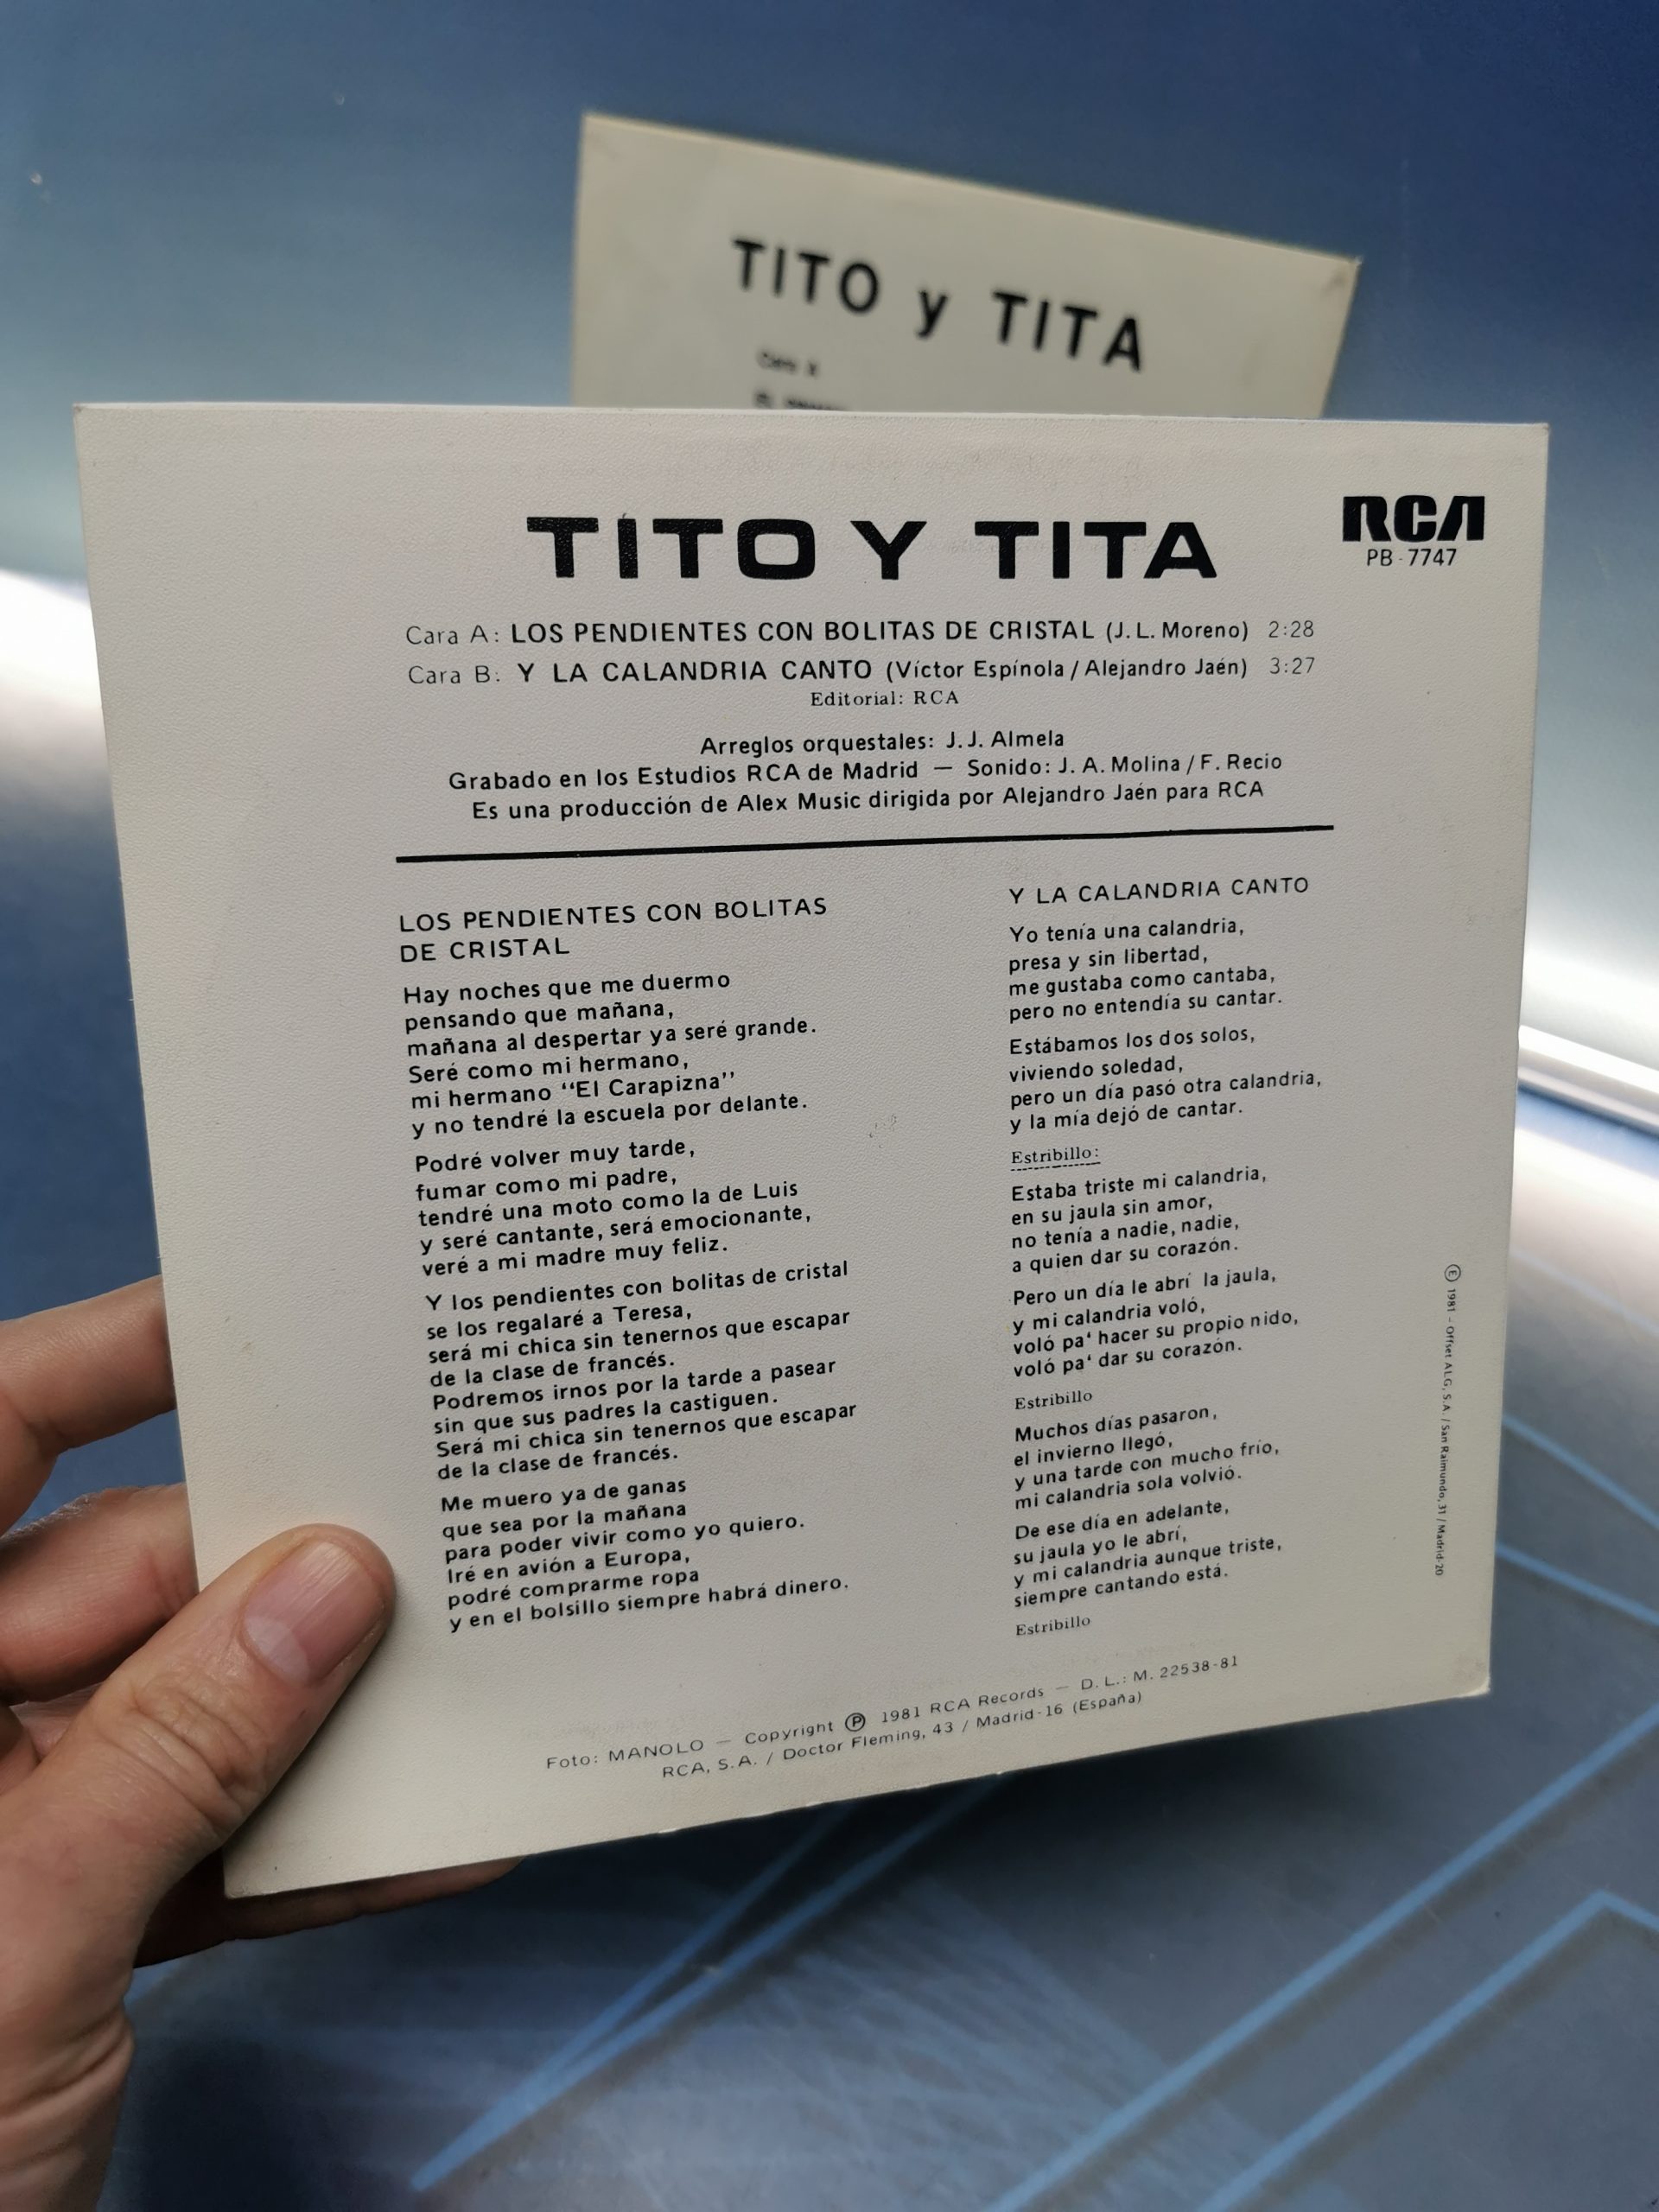 TITO y TITA
Cara A
TITO Y TITA
RCA
PB-7747
Cara A: LOS PENDIENTES CON BOLITAS DE CRISTAL (J. L. Moreno) 2:28
Cara B: Y LA CALANDRIA CANTO (Víctor Espínola / Alejandro Jaén) 3:27
Editorial: RCA
Arreglos orquestales: J. J. Almela
Grabado en los Estudios RCA de Madrid — Sonido: J. A. Molina / F. Recio
Es una producción de Alex Music dirigida por Alejandro Jaén para RCA
LOS PENDIENTES CON BOLITAS
DE CRISTAL
Hay noches que me duermo
pensando que mañana,
mañana al despertar ya seré grande.
Seré como mi hermano,
mi hermano “El Carapizna”
y no tendré la escuela por delante.
Podré volver muy tarde,
fumar como mi padre,
tendré una moto como la de Luis
y seré cantante, será emocionante,
veré a mi madre muy feliz.
Y los pendientes con bolitas de cristal
se los regalaré a Teresa,
será mi chica sin tenernos que escapar
de la clase de francés.
Podremos irnos por la tarde a pasear
sin que sus padres la castiguen.
Será mi chica sin tenernos que escapar
de la clase de francés.
Me muero ya de ganas
que sea por la mañana
para poder vivir como yo quiero.
Iré en avión a Europa,
podré comprarme ropa
y en el bolsillo siempre habrá dinero.
Y LA CALANDRIA CANTO
Yo tenía una calandria,
presa y sin libertad,
me gustaba como cantaba,
pero no entendía su cantar.
Estábamos los dos solos,
viviendo soledad,
pero un día pasó otra calandria,
y la mía dejó de cantar.
Estribillo:
Estaba triste mi calandria,
en su jaula sin amor,
no tenía a nadie, nadie,
a quien dar su corazón.
Pero un día le abrí la jaula,
y mi calandria voló,
voló pa‘ hacer su propio nido,
voló pa‘ dar su corazón.
Estribillo
Muchos días pasaron,
el invierno llegó,
y una tarde con mucho frío,
mi calandria sola volvió.
De ese día en adelante,
su jaula yo le abrí,
y mi calandria aunque triste,
siempre cantando está.
Estribillo
Ⓔ 1981 - Offset ALG, S.A. / San Raimundo, 31 / Madrid-20
Foto: MANOLO — Copyright Ⓟ 1981 RCA Records — D. L.: M. 22538-81
RCA, S.A. / Doctor Fleming, 43 / Madrid-16 (España)